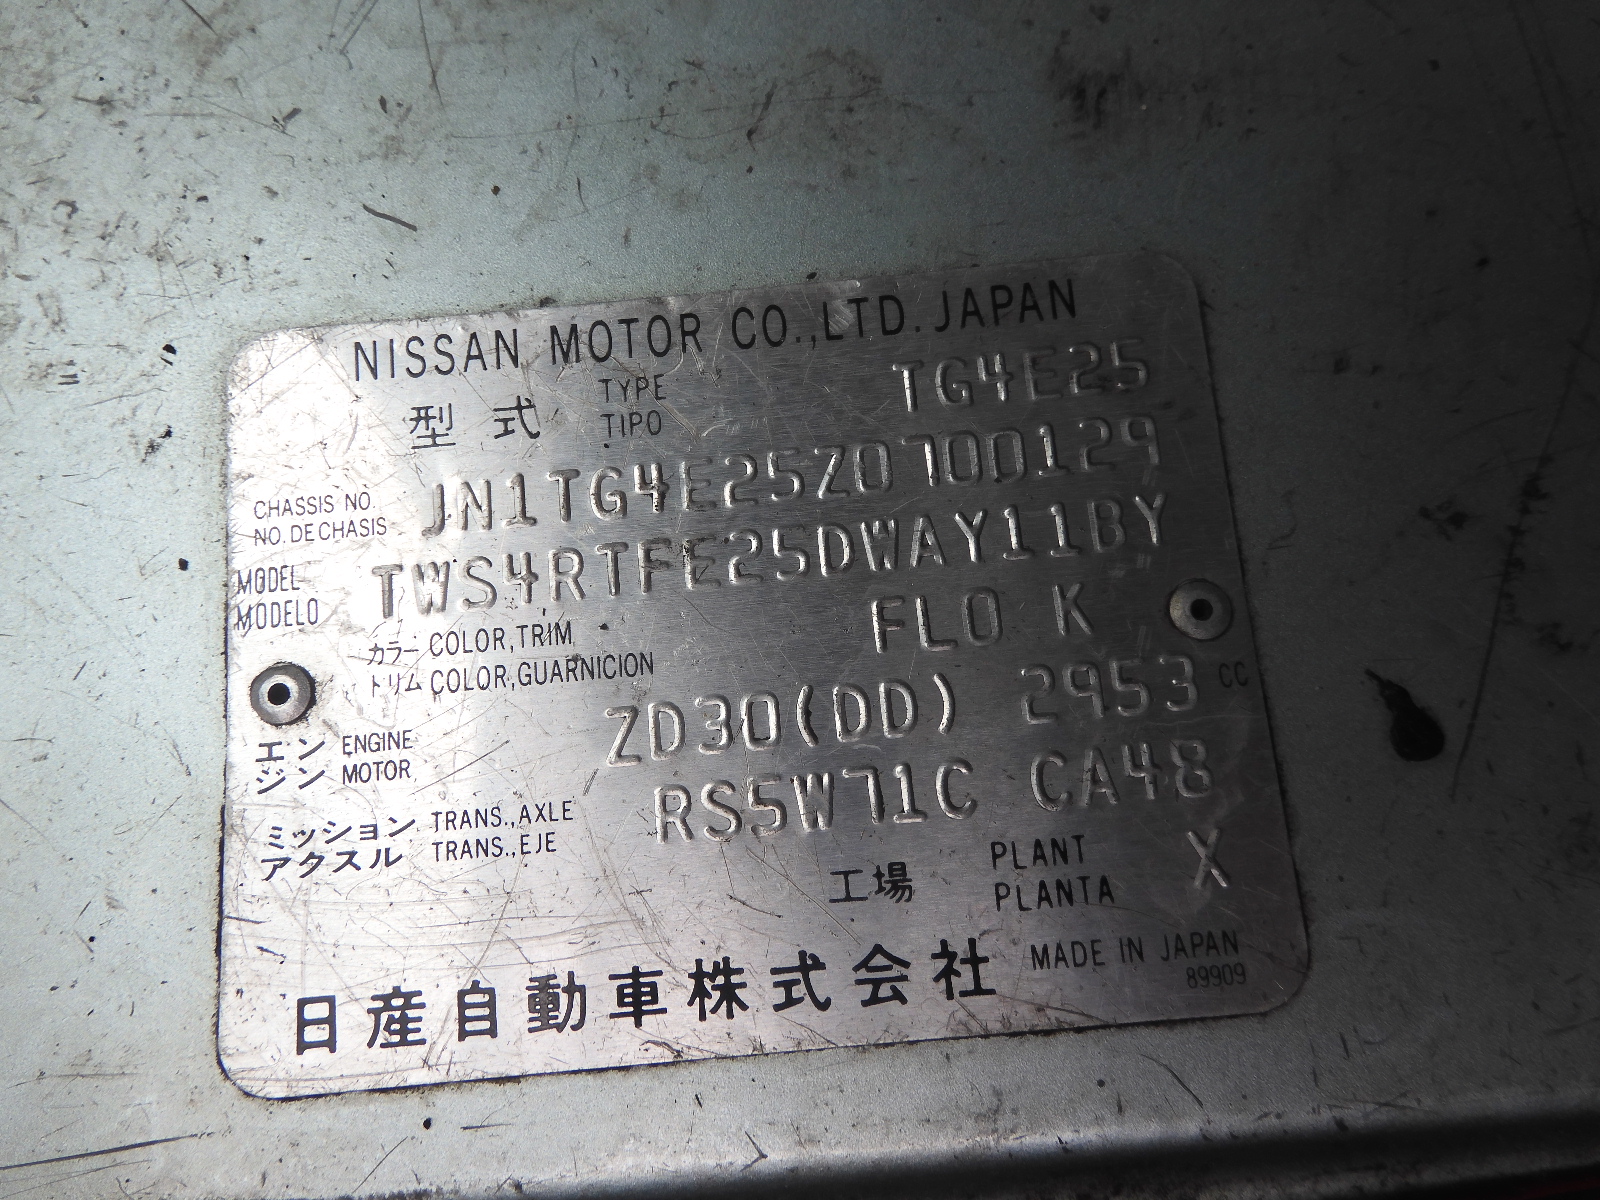 NISSAN MOTOR CO.,LTD. JAPAN
型式 TYPE TIPO TG4E25
CHASSIS NO. NO. DE CHASIS JN1TG4E25Z0700129
MODEL MODELO TWS4RTFE25DWAY11BY
カラー COLOR,TRIM FL0 K
トリム COLOR,GUARNICION
エンジン ENGINE MOTOR ZD30(DD) 2953 CC
ミッション TRANS.,AXLE RS5W71C CA48
アクスル TRANS.,EJE
工場 PLANT PLANTA X
日産自動車株式会社 MADE IN JAPAN
89909